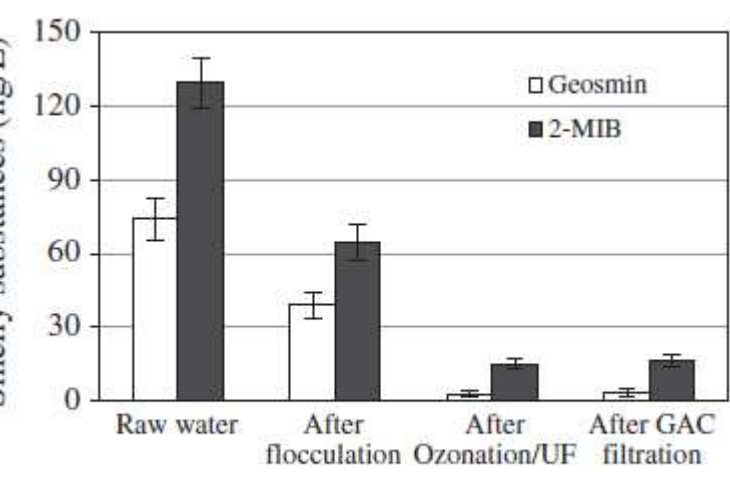 150
120
90
60
30
0
Geosmin
2-MIB
Raw water
After flocculation
After Ozonation/UF
After GAC filtration